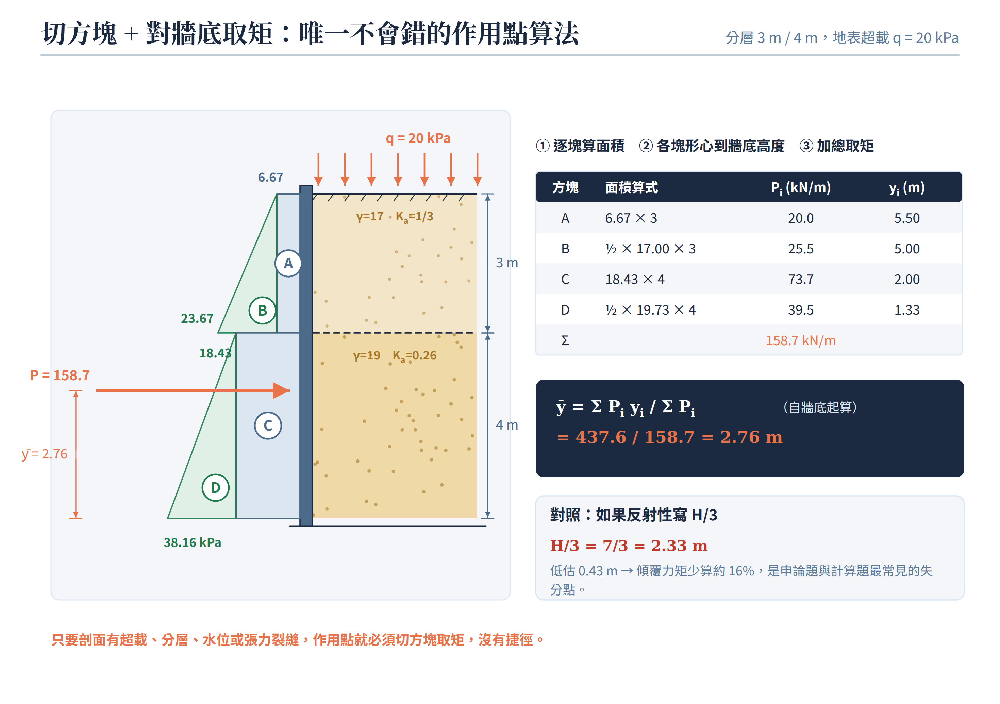 切方塊 + 對牆底取矩：唯一不會錯的作用點算法
分層 3 m / 4 m，地表超載 q = 20 kPa
q = 20 kPa
6.67
γ=17 Ka=1/3
A
3 m
B
23.67
18.43
γ=19 Ka=0.26
P = 158.7
C
4 m
ȳ = 2.76
D
38.16 kPa
① 逐塊算面積 ② 各塊形心到牆底高度 ③ 加總取矩
方塊 面積算式 Pi (kN/m) yi (m)
A 6.67 × 3 20.0 5.50
B ½ × 17.00 × 3 25.5 5.00
C 18.43 × 4 73.7 2.00
D ½ × 19.73 × 4 39.5 1.33
Σ 158.7 kN/m
ȳ = Σ Pi yi / Σ Pi （自牆底起算）
= 437.6 / 158.7 = 2.76 m
對照：如果反射性寫 H/3
H/3 = 7/3 = 2.33 m
低估 0.43 m → 傾覆力矩少算約 16%，是申論題與計算題最常見的失
分點。
只要剖面有超載、分層、水位或張力裂縫，作用點就必須切方塊取矩，沒有捷徑。